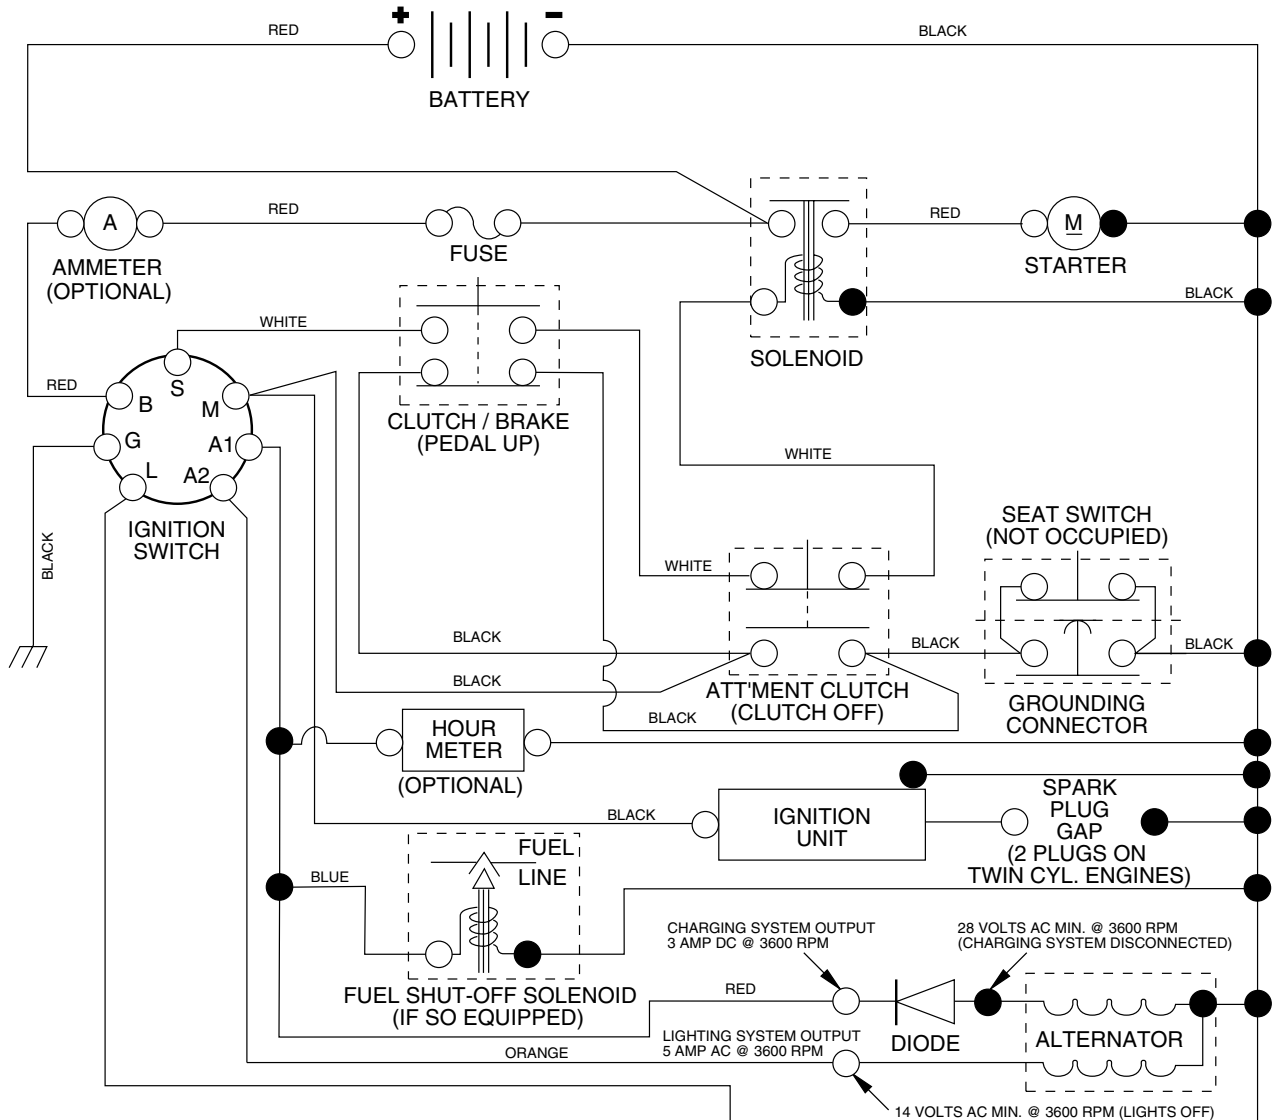 +
−
RED
BLACK
BATTERY
A
RED
RED
M
FUSE
STARTER
AMMETER
(OPTIONAL)
BLACK
WHITE
SOLENOID
RED
S
B
M
CLUTCH / BRAKE
(PEDAL UP)
G
A1
L
A2
WHITE
IGNITION
SWITCH
BLACK
SEAT SWITCH
(NOT OCCUPIED)
WHITE
BLACK
BLACK
BLACK
BLACK
ATT'MENT CLUTCH
(CLUTCH OFF)
BLACK
GROUNDING
CONNECTOR
HOUR
METER
(OPTIONAL)
BLACK
IGNITION
UNIT
SPARK
PLUG
GAP
(2 PLUGS ON
TWIN CYL. ENGINES)
FUEL
LINE
BLUE
CHARGING SYSTEM OUTPUT
3 AMP DC @ 3600 RPM
28 VOLTS AC MIN. @ 3600 RPM
(CHARGING SYSTEM DISCONNECTED)
FUEL SHUT-OFF SOLENOID
(IF SO EQUIPPED)
RED
DIODE
ALTERNATOR
LIGHTING SYSTEM OUTPUT
5 AMP AC @ 3600 RPM
ORANGE
14 VOLTS AC MIN. @ 3600 RPM (LIGHTS OFF)